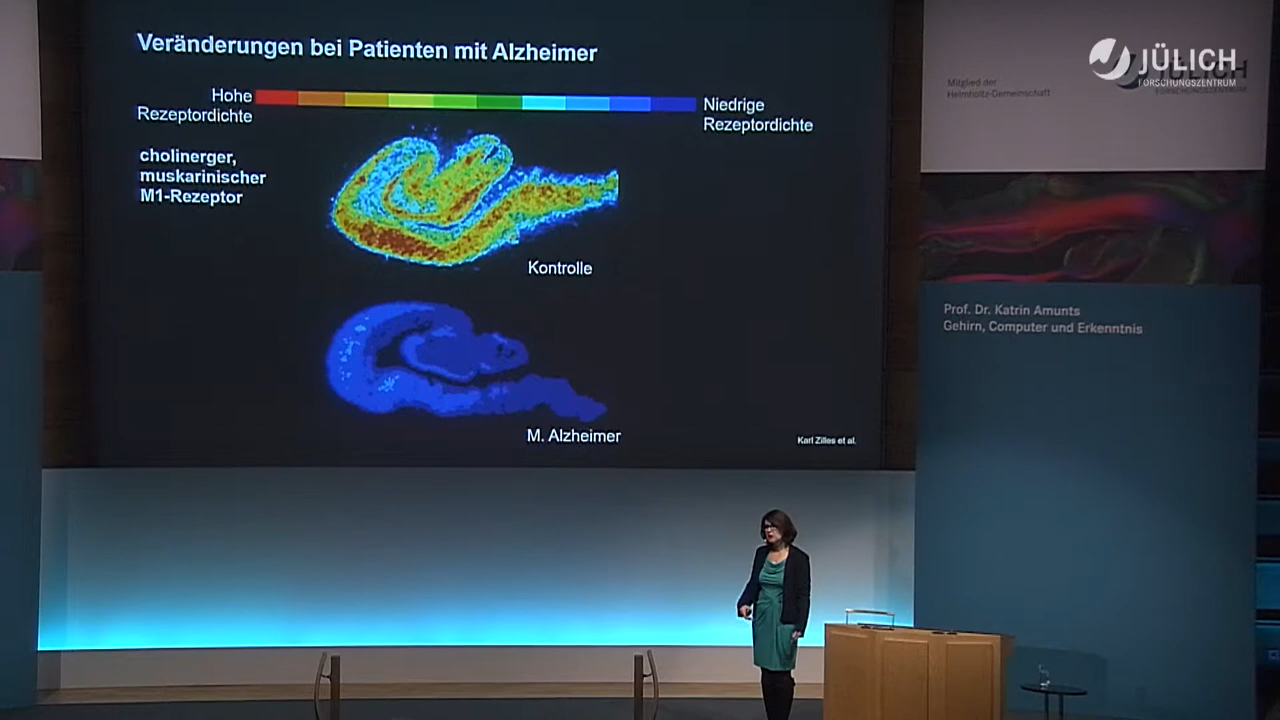 Veränderungen bei Patienten mit Alzheimer
Hohe
Rezeptordichte
Niedrige
Rezeptordichte
cholinerger,
muskarinischer
M1-Rezeptor
Kontrolle
M. Alzheimer
Karl Zilles et al.
Mitglied der
Helmholtz-Gemeinschaft
JÜLICH
FORSCHUNGSZENTRUM
Prof. Dr. Katrin Amunts
Gehirn, Computer und Erkenntnis